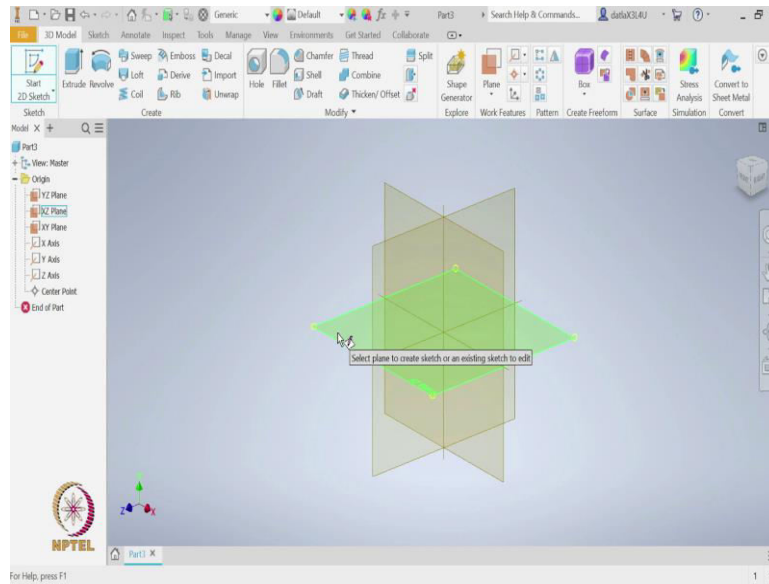 Generic Default fx Part3 Search Help & Commands... datlaX3L4U
File 3D Model Sketch Annotate Inspect Tools Manage View Environments Get Started Collaborate
Start
2D Sketch
Extrude Revolve
Sweep Emboss Decal
Loft Derive Import
Coil Rib Unwrap
Hole Fillet
Chamfer Thread Split
Shell Combine
Draft Thicken/ Offset
Shape
Generator
Plane
Box
Stress
Analysis
Convert to
Sheet Metal
Sketch Create Modify Explore Work Features Pattern Create Freeform Surface Simulation Convert
Model X +
Part3
View: Master
Origin
YZ Plane
XZ Plane
XY Plane
X Axis
Y Axis
Z Axis
Center Point
End of Part
Select plane to create sketch or an existing sketch to edit
Z X
NPTEL
Part3 X
For Help, press F1 1